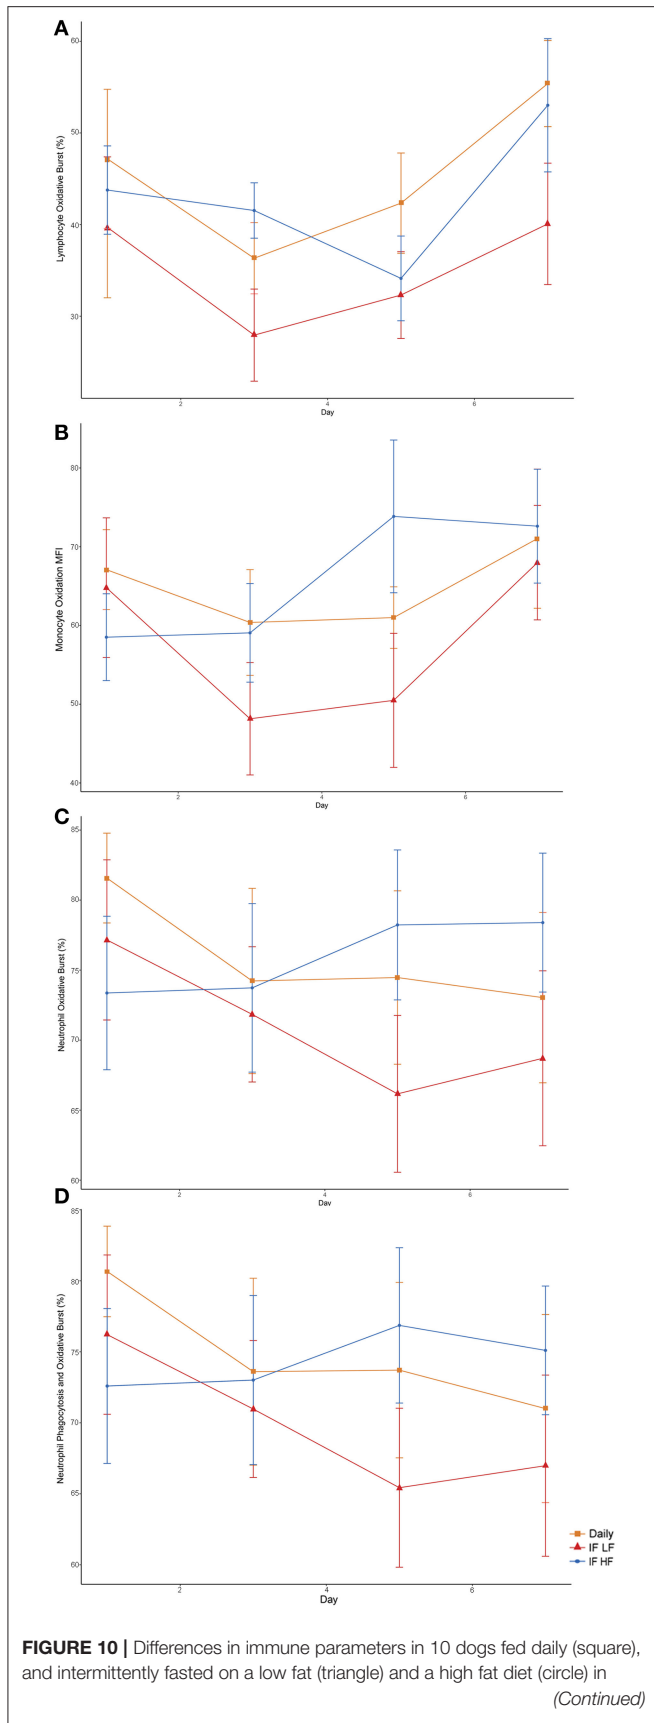 A
Lymphocyte Oxidative Burst (%)
60
50
40
30
2
4
6
Day
B
Monocyte Oxidation MFI
80
70
60
50
40
2
4
6
Day
C
Neutrophil Oxidative Burst (%)
85
80
75
70
65
60
2
4
6
Day
D
Neutrophil Phagocytosis and Oxidative Burst (%)
85
80
75
70
65
60
2
4
6
Day
Daily
IF LF
IF HF
FIGURE 10 | Differences in immune parameters in 10 dogs fed daily (square),
and intermittently fasted on a low fat (triangle) and a high fat diet (circle) in
(Continued)